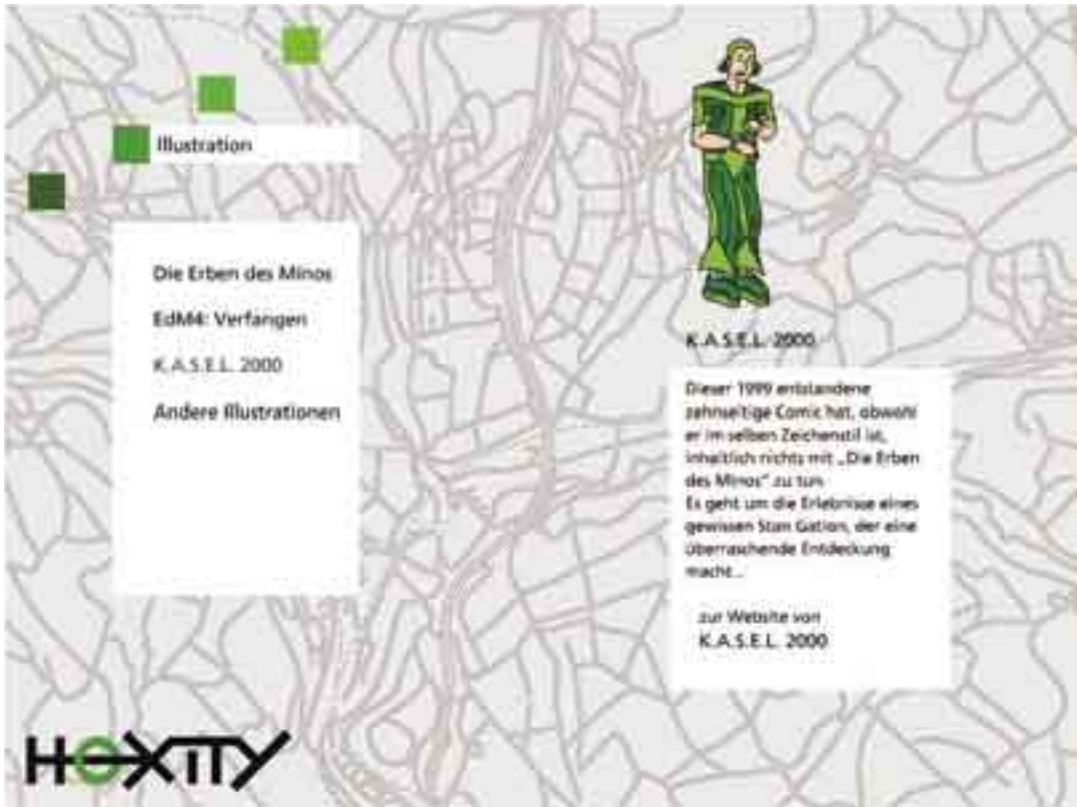 Illustration
Die Erben des Minos
EdM4: Verfangen
K.A.S.E.L. 2000
Andere Illustrationen
K.A.S.E.L. 2000
Dieser 1999 entstandene
zehnseitige Comic hat, obwohl
er im selben Zeichenstil ist,
inhaltlich nichts mit „Die Erben
des Minos“ zu tun.
Es geht um die Erlebnisse eines
gewissen Stan Gation, der eine
überraschende Entdeckung
macht...
zur Website von
K.A.S.E.L. 2000
HEXITY